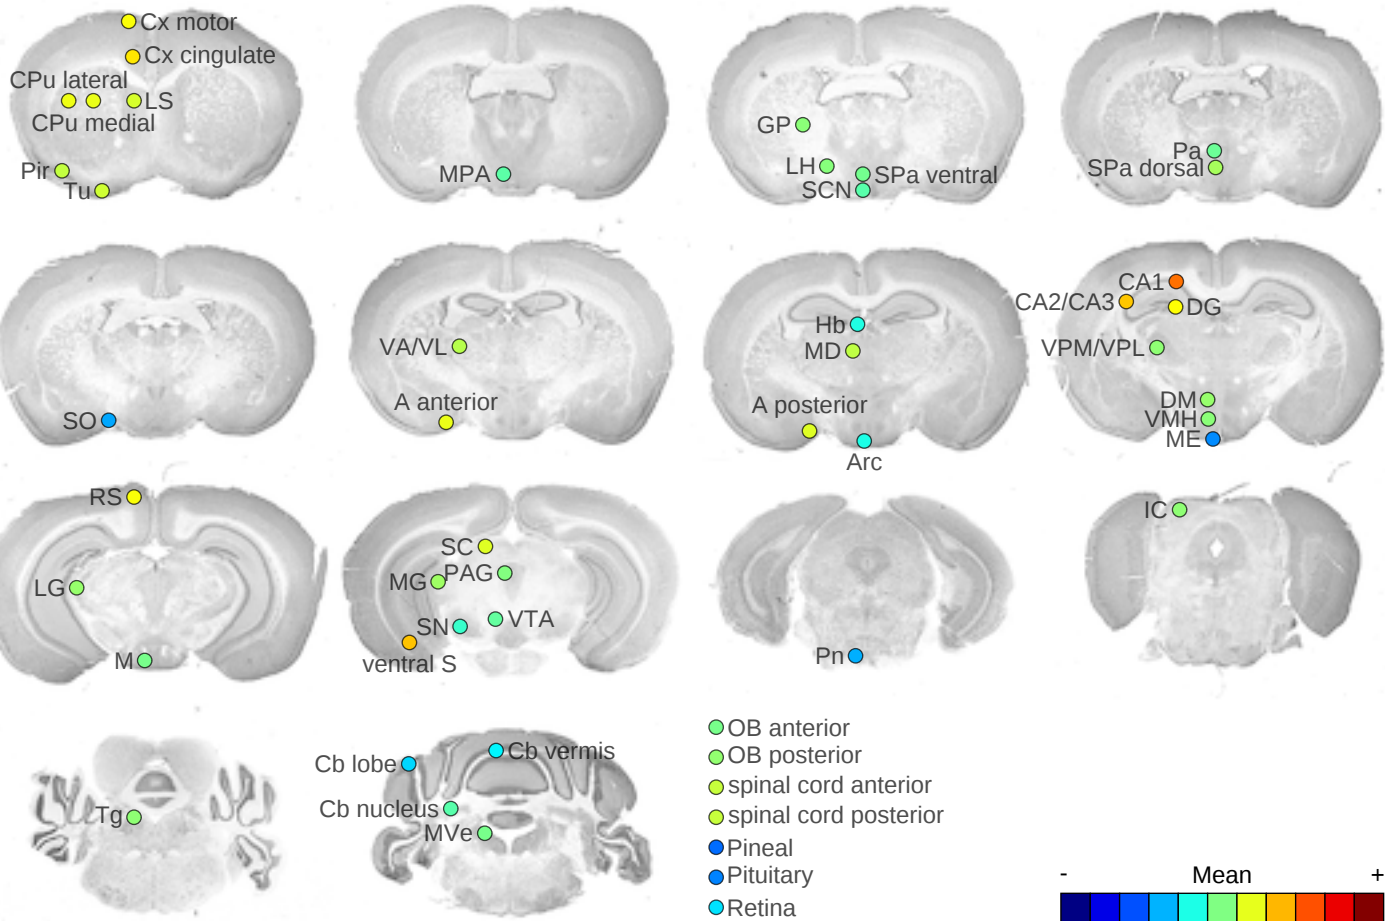 Cx motor
Cx cingulate
CPu lateral
LS
CPu medial
Pir
Tu
MPA
GP
LH
SPa ventral
SCN
Pa
SPa dorsal
SO
VA/VL
A anterior
Hb
MD
A posterior
Arc
CA1
CA2/CA3
DG
VPM/VPL
DM
VMH
ME
RS
LG
M
SC
MG
PAG
SN
VTA
ventral S
Pn
IC
Tg
Cb lobe
Cb vermis
Cb nucleus
MVe
OB anterior
OB posterior
spinal cord anterior
spinal cord posterior
Pineal
Pituitary
Retina
- Mean +